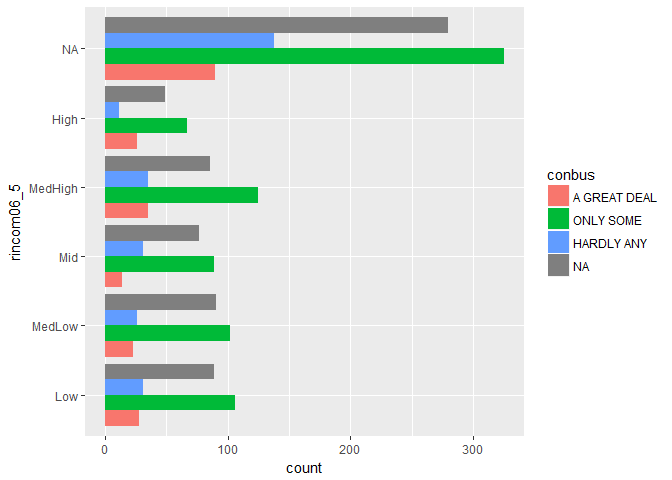 NA
High
MedHigh
Mid
MedLow
Low
rincom06_5
0
100
200
300
count
conbus
A GREAT DEAL
ONLY SOME
HARDLY ANY
NA